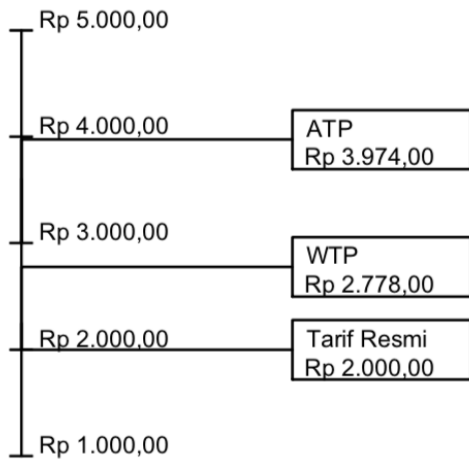 Rp 5.000,00
Rp 4.000,00
ATP
Rp 3.974,00
Rp 3.000,00
WTP
Rp 2.778,00
Rp 2.000,00
Tarif Resmi
Rp 2.000,00
Rp 1.000,00